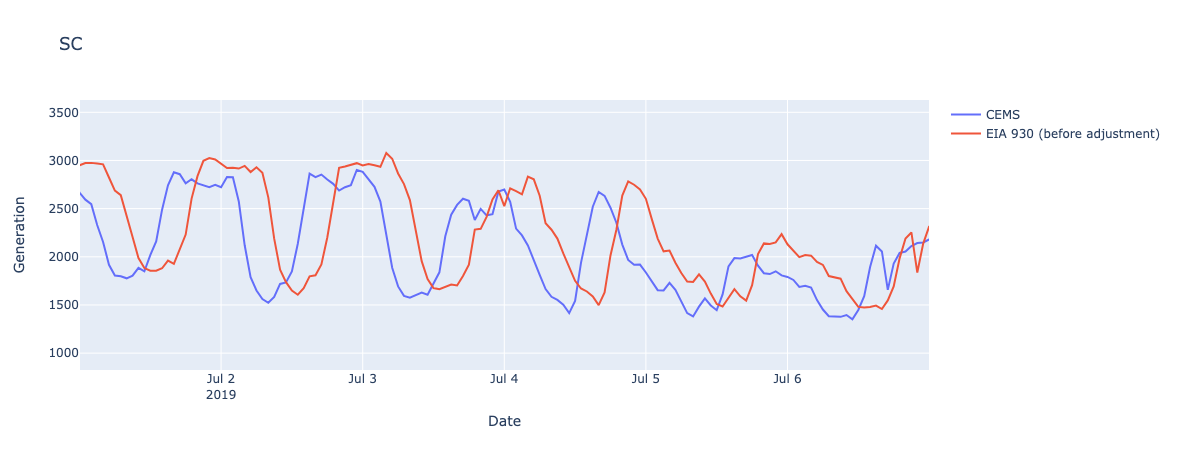 SC
3500
3000
2500
2000
1500
1000
Generation
Jul 2
2019
Jul 3
Jul 4
Jul 5
Jul 6
Date
CEMS
EIA 930 (before adjustment)